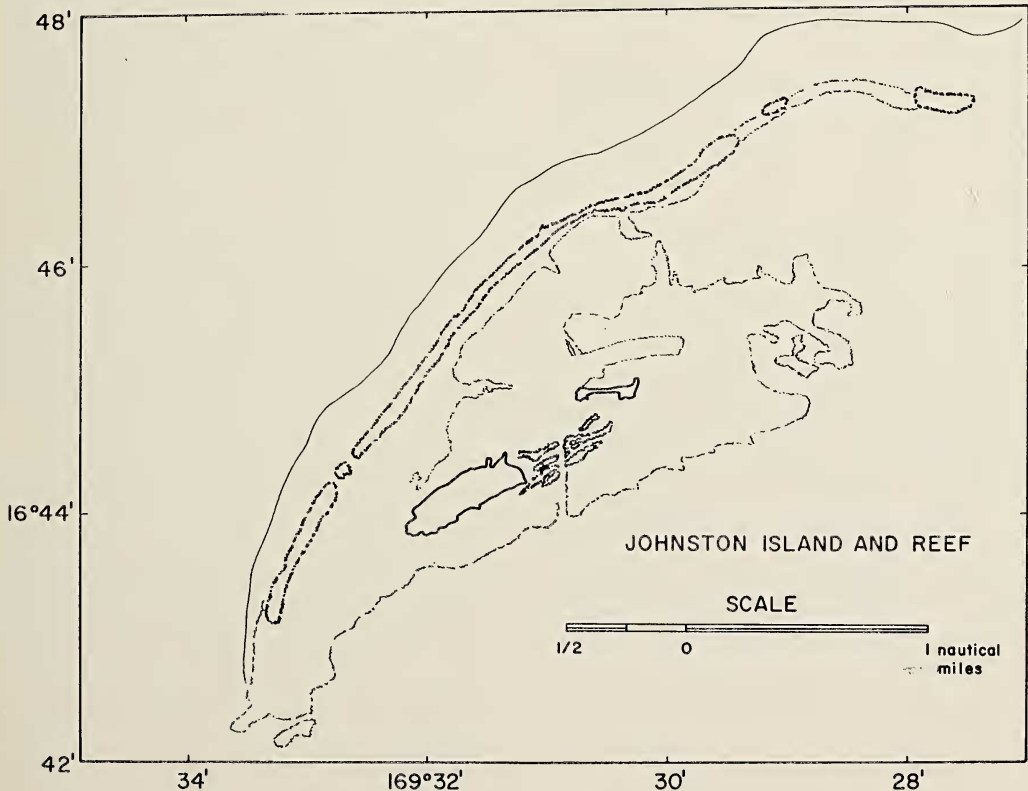 48'
46'
16°44'
42'
JOHNSTON ISLAND AND REEF
SCALE
1/2 0 1 nautical
miles
34' 169°32' 30' 28'